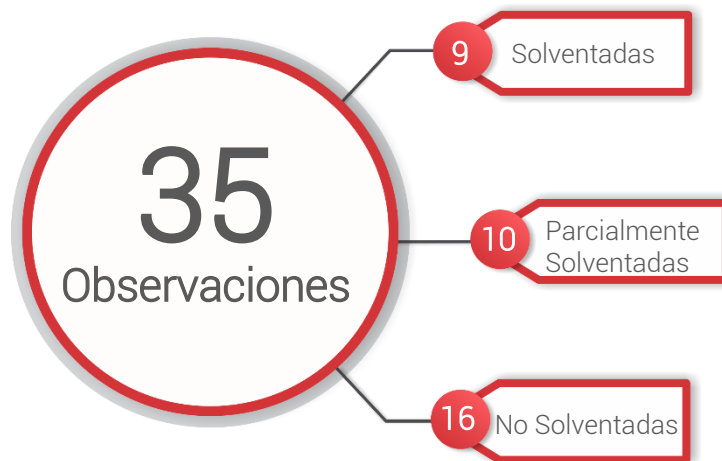 35
Observaciones
9
Solventadas
10
Parcialmente
Solventadas
16
No Solventadas